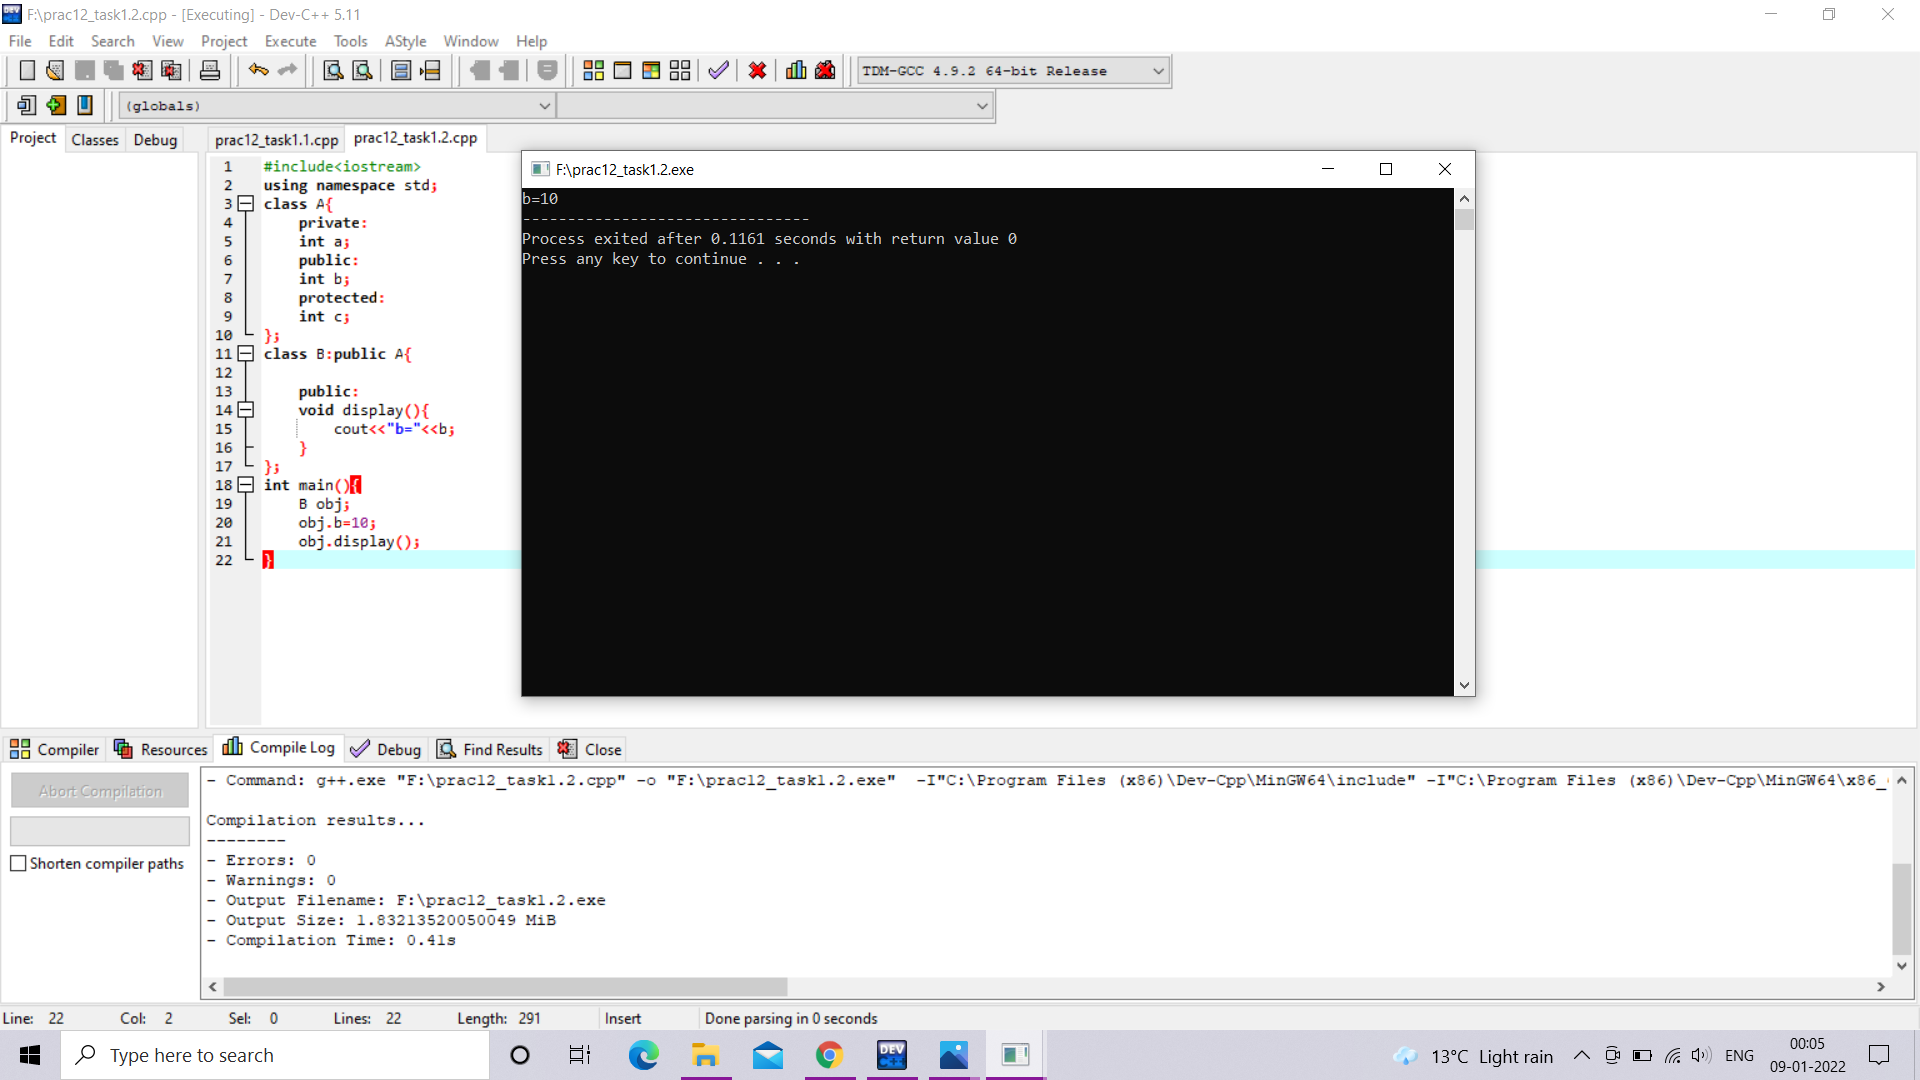 F:\prac12_task1.2.cpp - [Executing] - Dev-C++ 5.11
File Edit Search View Project Execute Tools AStyle Window Help
TDM-GCC 4.9.2 64-bit Release
(globals)
Project Classes Debug prac12_task1.1.cpp prac12_task1.2.cpp
1 #include<iostream>
2 using namespace std;
3 class A{
4 private:
5 int a;
6 public:
7 int b;
8 protected:
9 int c;
10 };
11 class B:public A{
12
13 public:
14 void display(){
15 cout<<"b="<<b;
16 }
17 };
18 int main(){
19 B obj;
20 obj.b=10;
21 obj.display();
22 }
F:\prac12_task1.2.exe
b=10
--------------------------------
Process exited after 0.1161 seconds with return value 0
Press any key to continue . . .
Compiler Resources Compile Log Debug Find Results Close
Abort Compilation
Shorten compiler paths
- Command: g++.exe "F:\prac12_task1.2.cpp" -o "F:\prac12_task1.2.exe" -I"C:\Program Files (x86)\Dev-Cpp\MinGW64\include" -I"C:\Program Files (x86)\Dev-Cpp\MinGW64\x86_
Compilation results...
--------
- Errors: 0
- Warnings: 0
- Output Filename: F:\prac12_task1.2.exe
- Output Size: 1.83213520050049 MiB
- Compilation Time: 0.41s
Line: 22 Col: 2 Sel: 0 Lines: 22 Length: 291 Insert Done parsing in 0 seconds
Type here to search
DEV C++
13°C Light rain
ENG
00:05
09-01-2022